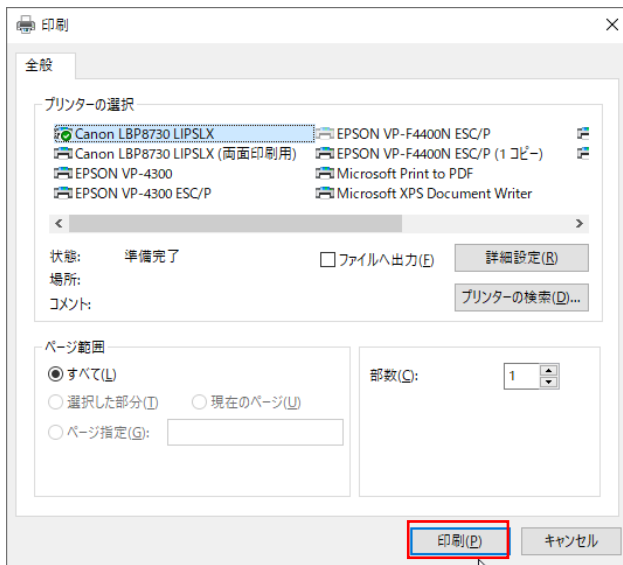 印刷
全般
プリンターの選択
Canon LBP8730 LIPSLX
EPSON VP-F4400N ESC/P
Canon LBP8730 LIPSLX (両面印刷用)
EPSON VP-F4400N ESC/P (1 コピー)
EPSON VP-4300
Microsoft Print to PDF
EPSON VP-4300 ESC/P
Microsoft XPS Document Writer
状態: 準備完了
ファイルへ出力(F)
詳細設定(R)
場所:
コメント:
プリンターの検索(D)...
ページ範囲
すべて(L)
選択した部分(T)
現在のページ(U)
ページ指定(G):
部数(C):
1
印刷(P)
キャンセル